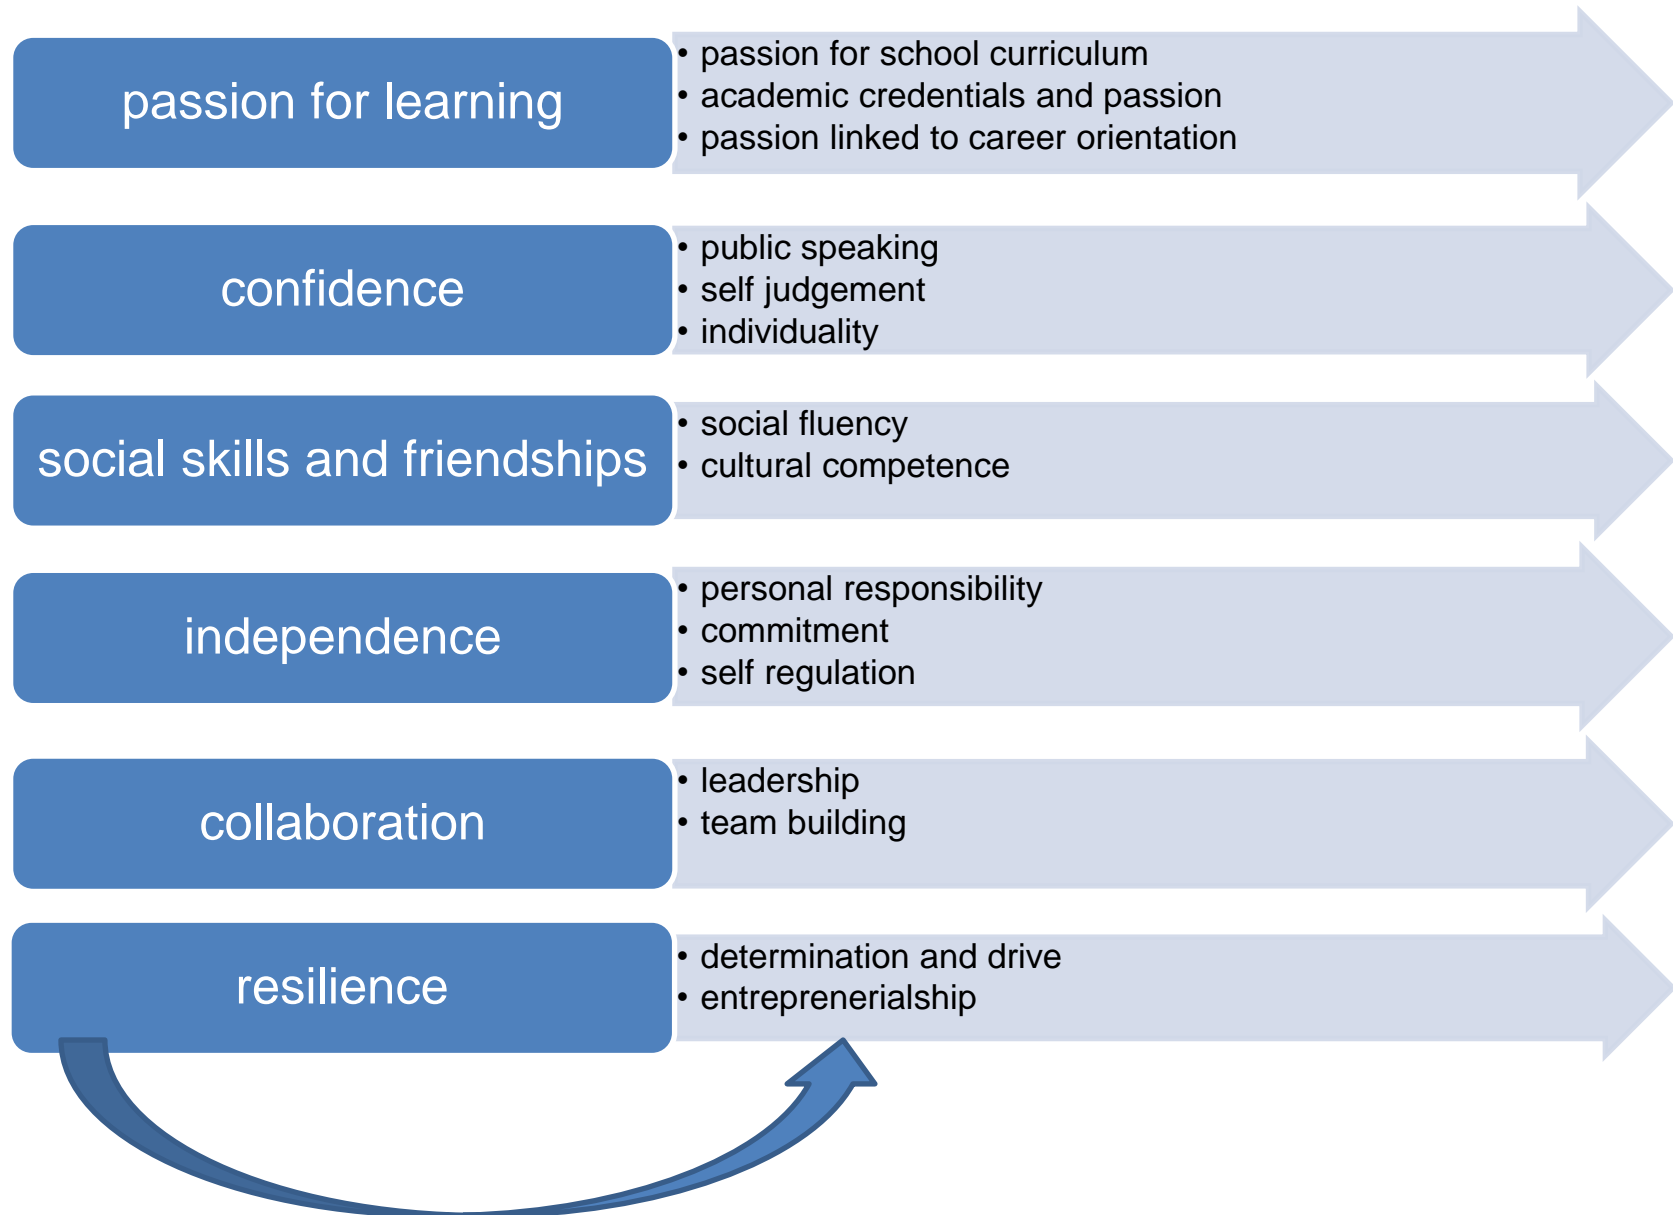 passion for learning
• passion for school curriculum
• academic credentials and passion
• passion linked to career orientation
confidence
• public speaking
• self judgement
• individuality
social skills and friendships
• social fluency
• cultural competence
independence
• personal responsibility
• commitment
• self regulation
collaboration
• leadership
• team building
resilience
• determination and drive
• entreprenerialship